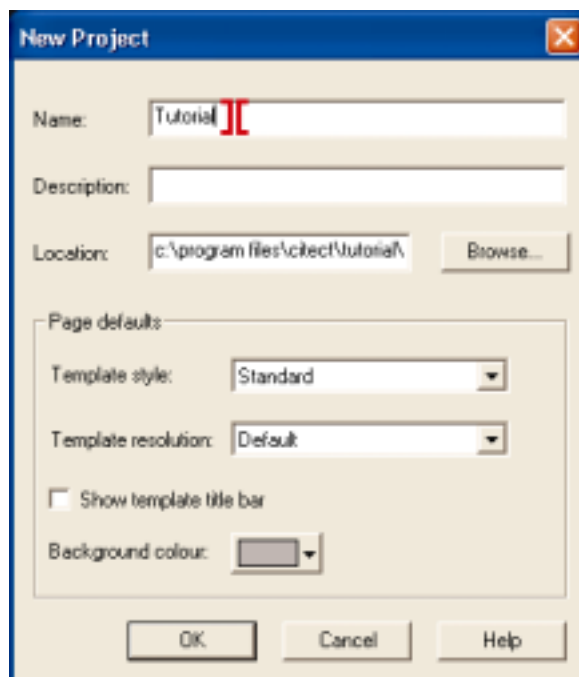 New Project
Name: Tutorial
Description:
Location: c:\program files\citect\tutorial\ Browse...
Page defaults
Template style: Standard
Template resolution: Default
Show template title bar
Background colour:
OK Cancel Help